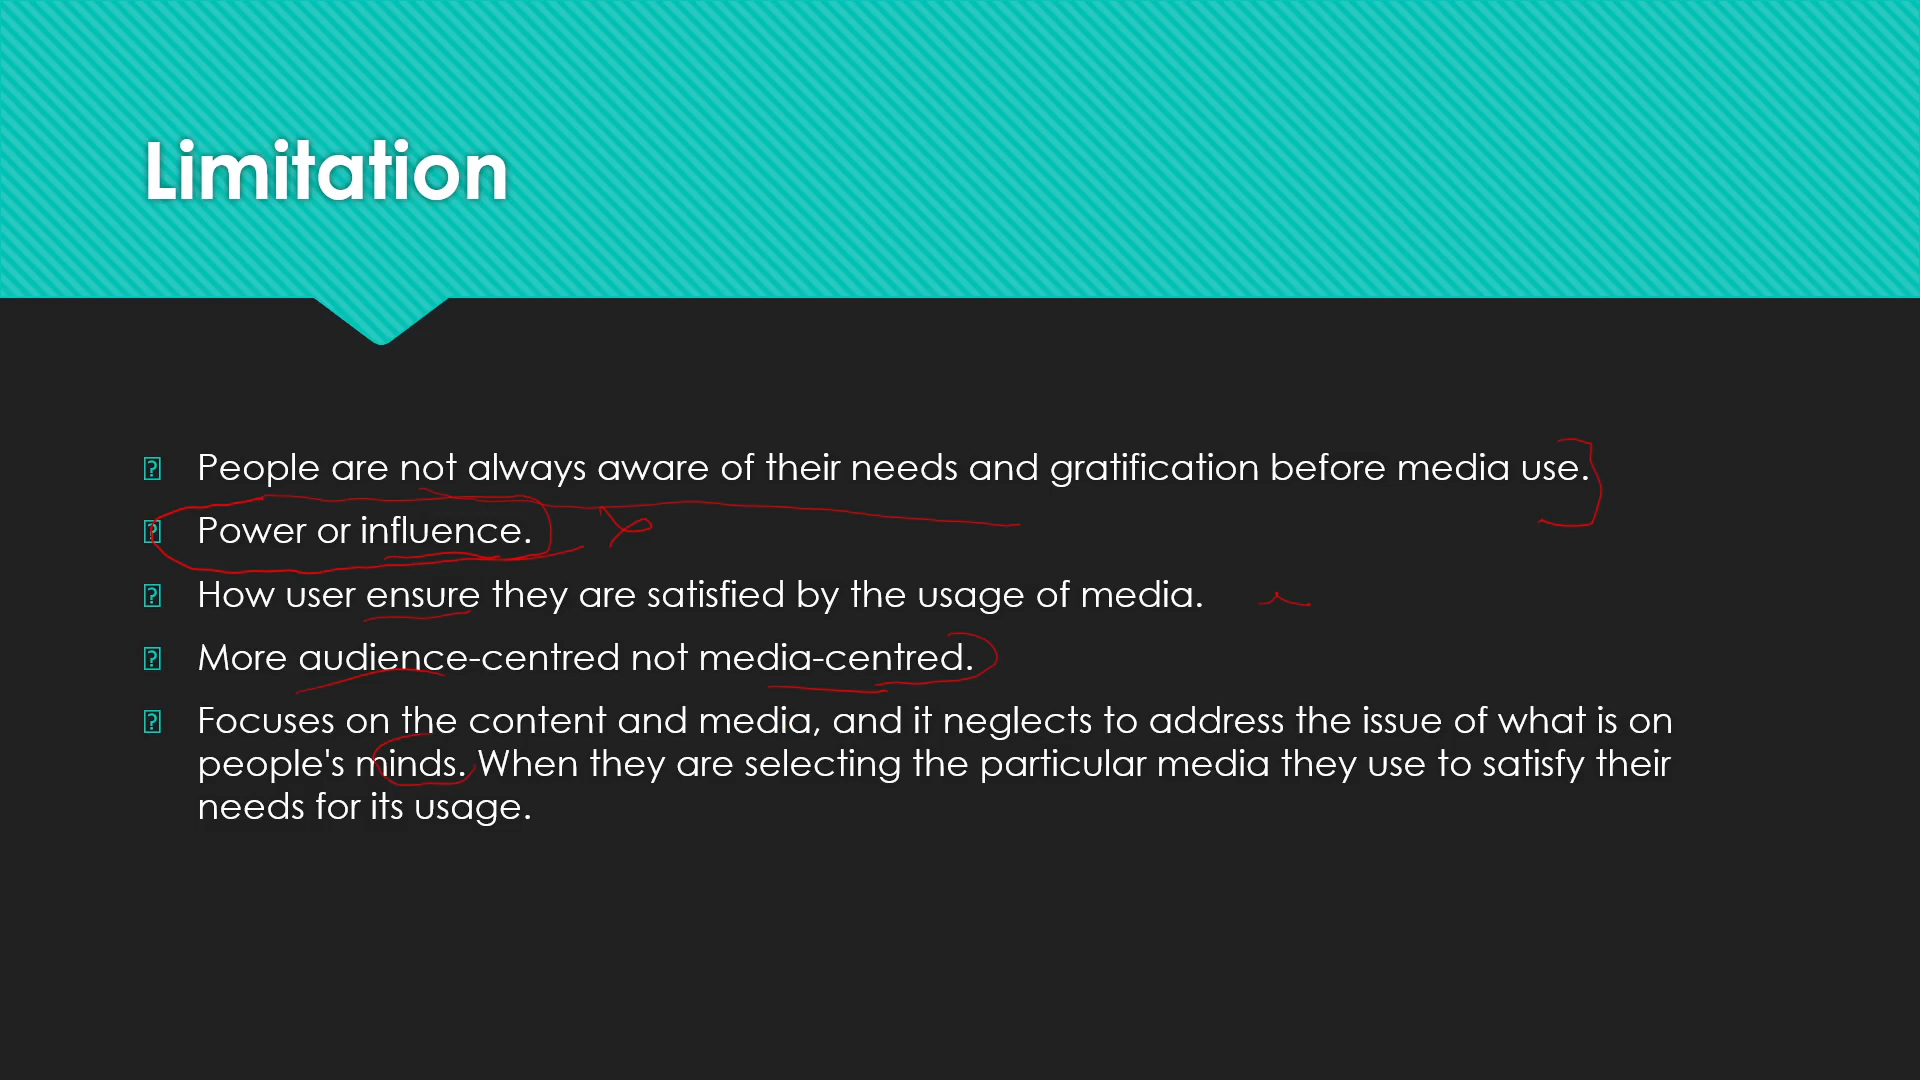 Limitation
People are not always aware of their needs and gratification before media use.
Power or influence.
How user ensure they are satisfied by the usage of media.
More audience-centred not media-centred.
Focuses on the content and media, and it neglects to address the issue of what is on
people's minds. When they are selecting the particular media they use to satisfy their
needs for its usage.